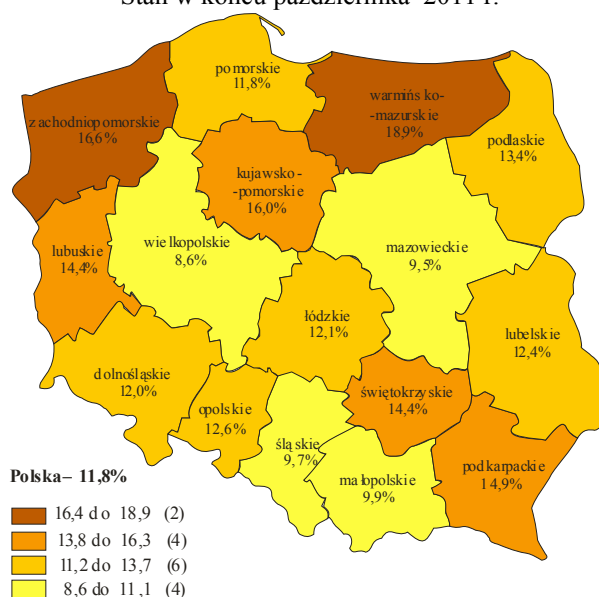 Stan w końcu października 2011 r.
pomorskie
11,8%
warmińsko-
-mazurskie
18,9%
zachodniopomorskie
16,6%
podlaskie
13,4%
kujawsko-
-pomorskie
16,0%
lubuskie
14,4%
wielkopolskie
8,6%
mazowieckie
9,5%
łódzkie
12,1%
lubelskie
12,4%
dolnośląskie
12,0%
opolskie
12,6%
świętokrzyskie
14,4%
śląskie
9,7%
małopolskie
9,9%
podkarpackie
14,9%
Polska – 11,8%
16,4 do 18,9 (2)
13,8 do 16,3 (4)
11,2 do 13,7 (6)
8,6 do 11,1 (4)